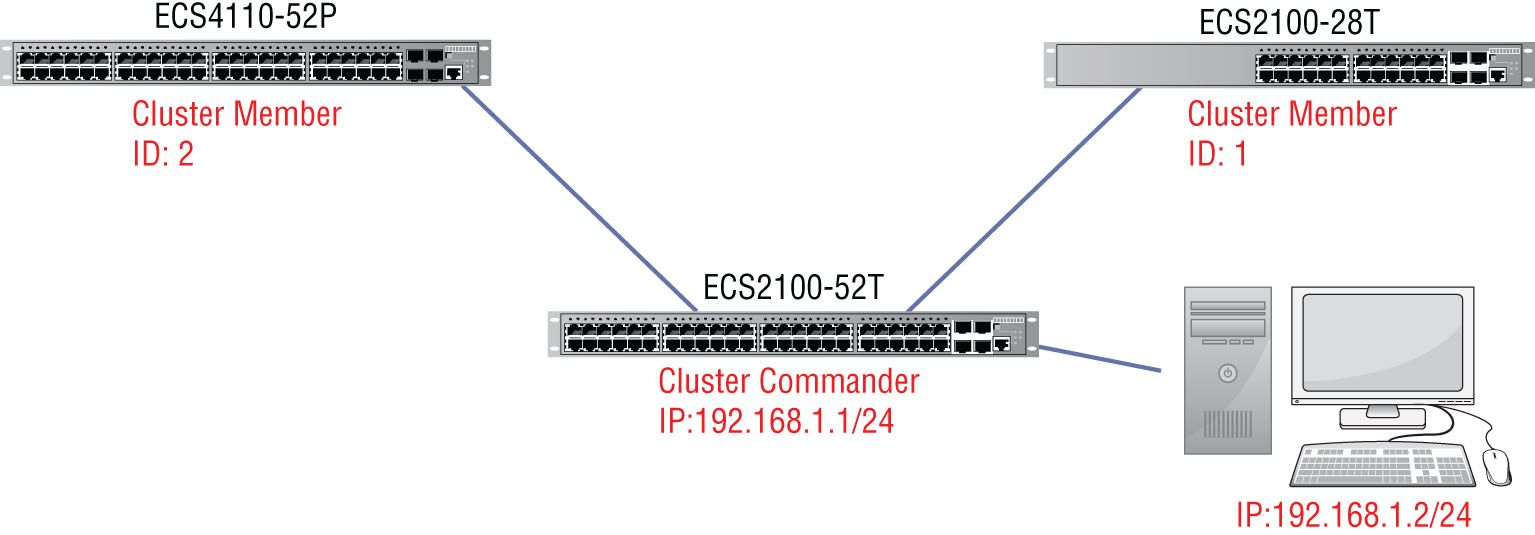 ECS4110-52P
Cluster Member
ID: 2
ECS2100-28T
Cluster Member
ID: 1
ECS2100-52T
Cluster Commander
IP:192.168.1.1/24
IP:192.168.1.2/24